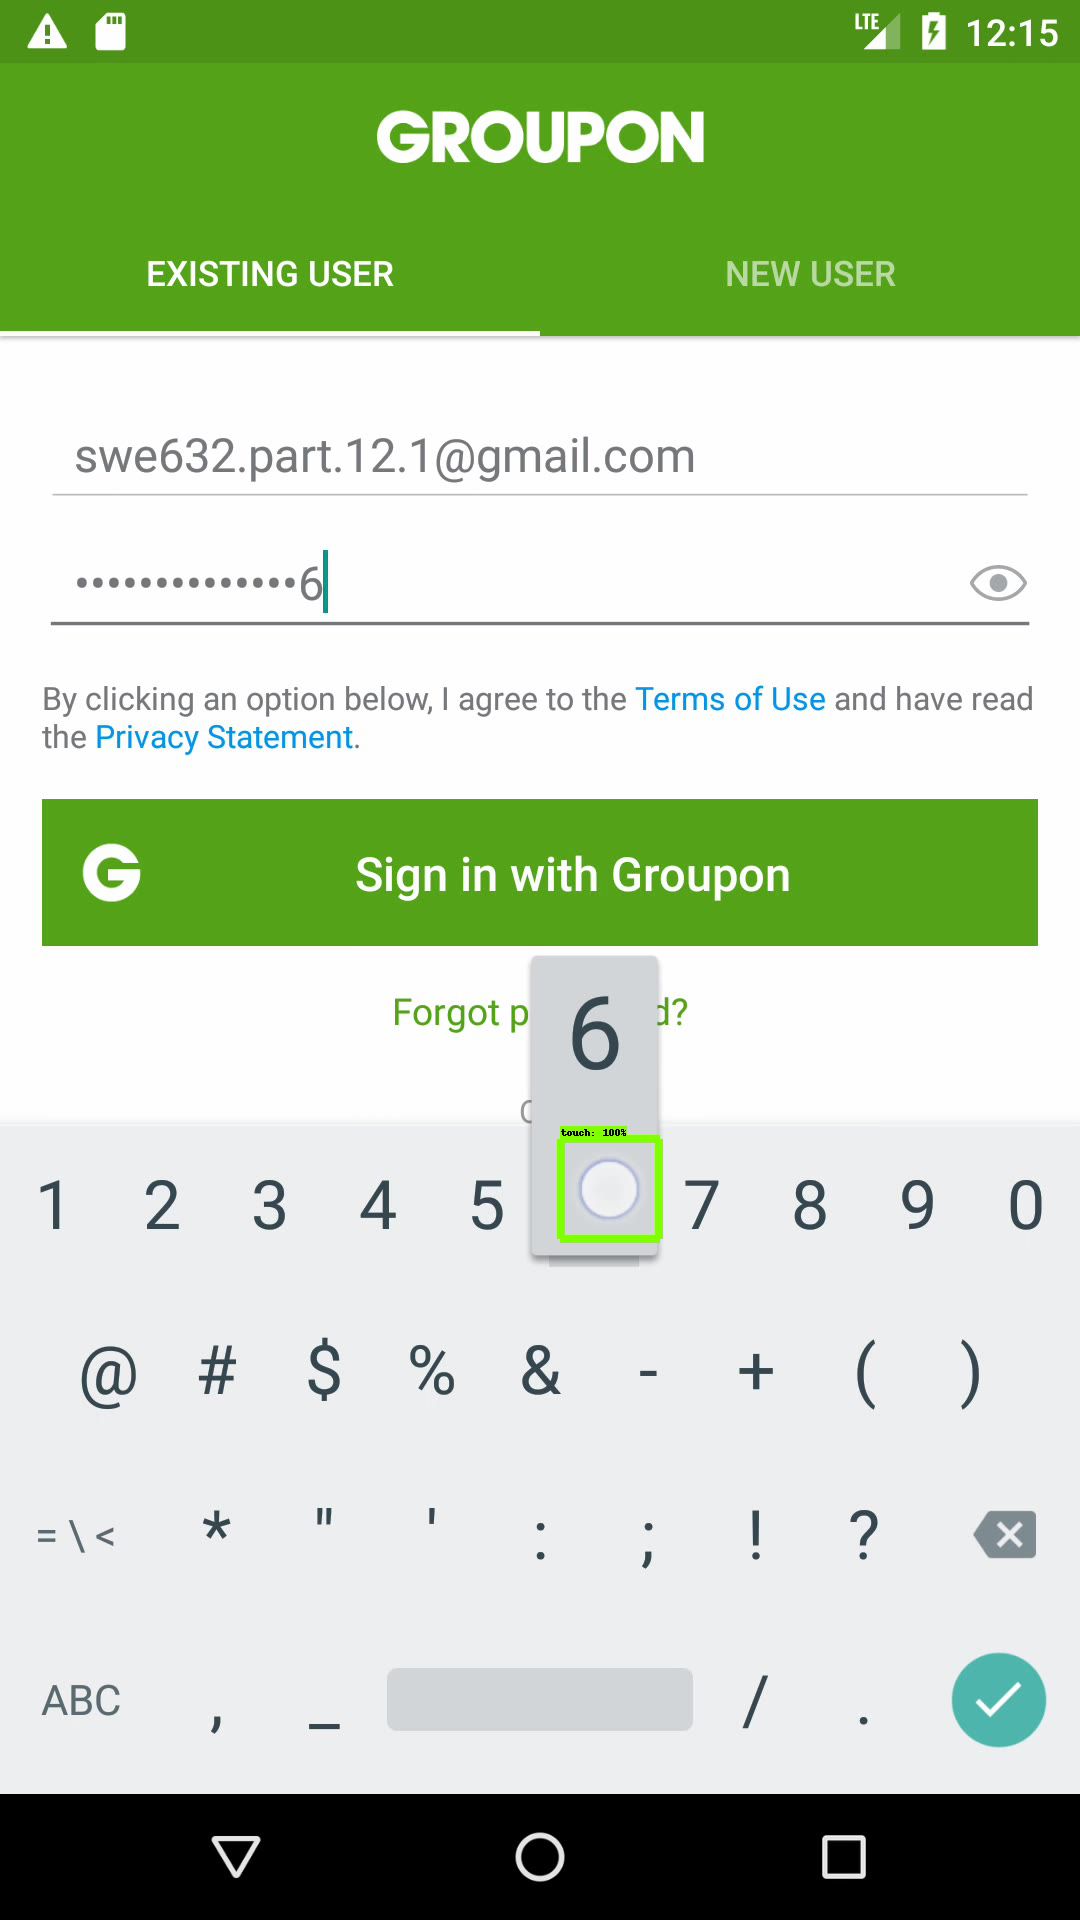 LTE 12:15
GROUPON
EXISTING USER NEW USER
swe632.part.12.1@gmail.com
••••••••••••••6
By clicking an option below, I agree to the Terms of Use and have read
the Privacy Statement.
G Sign in with Groupon
6
Forgot p d?
touch: 100%
1 2 3 4 5 7 8 9 0
@ # $ % & - + ( )
= \ < * " ' : ; ! ?
ABC , _ / .